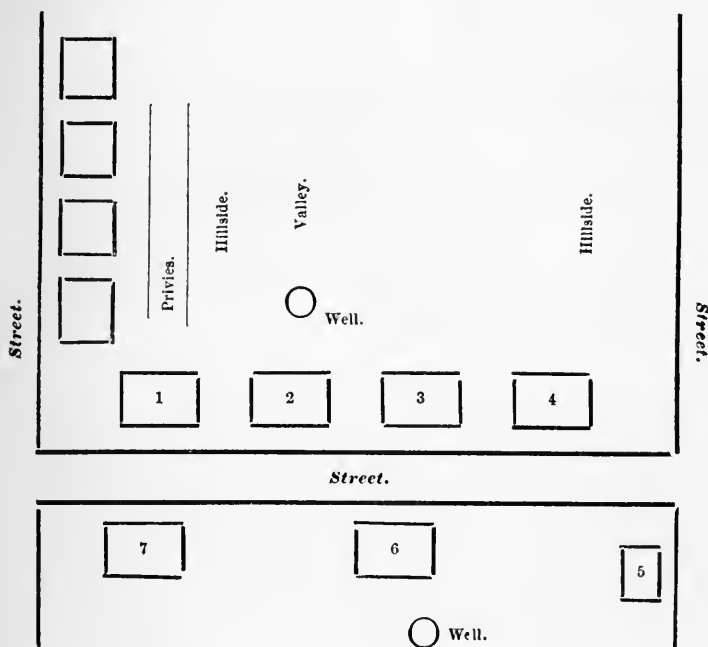 Hillside.
Valley.
Hillside.
Privies.
Street.
Well.
Street.
1
2
3
4
Street.
7
6
5
Well.